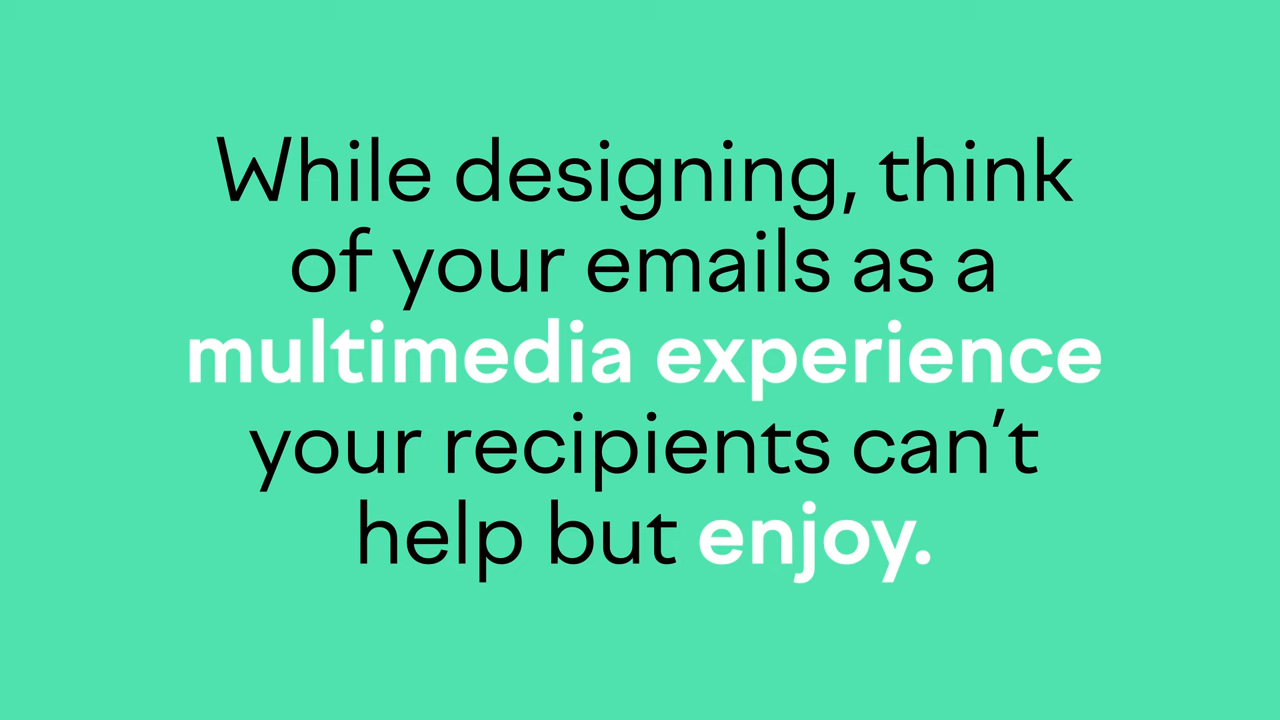 While designing, think
of your emails as a
multimedia experience
your recipients can’t
help but enjoy.